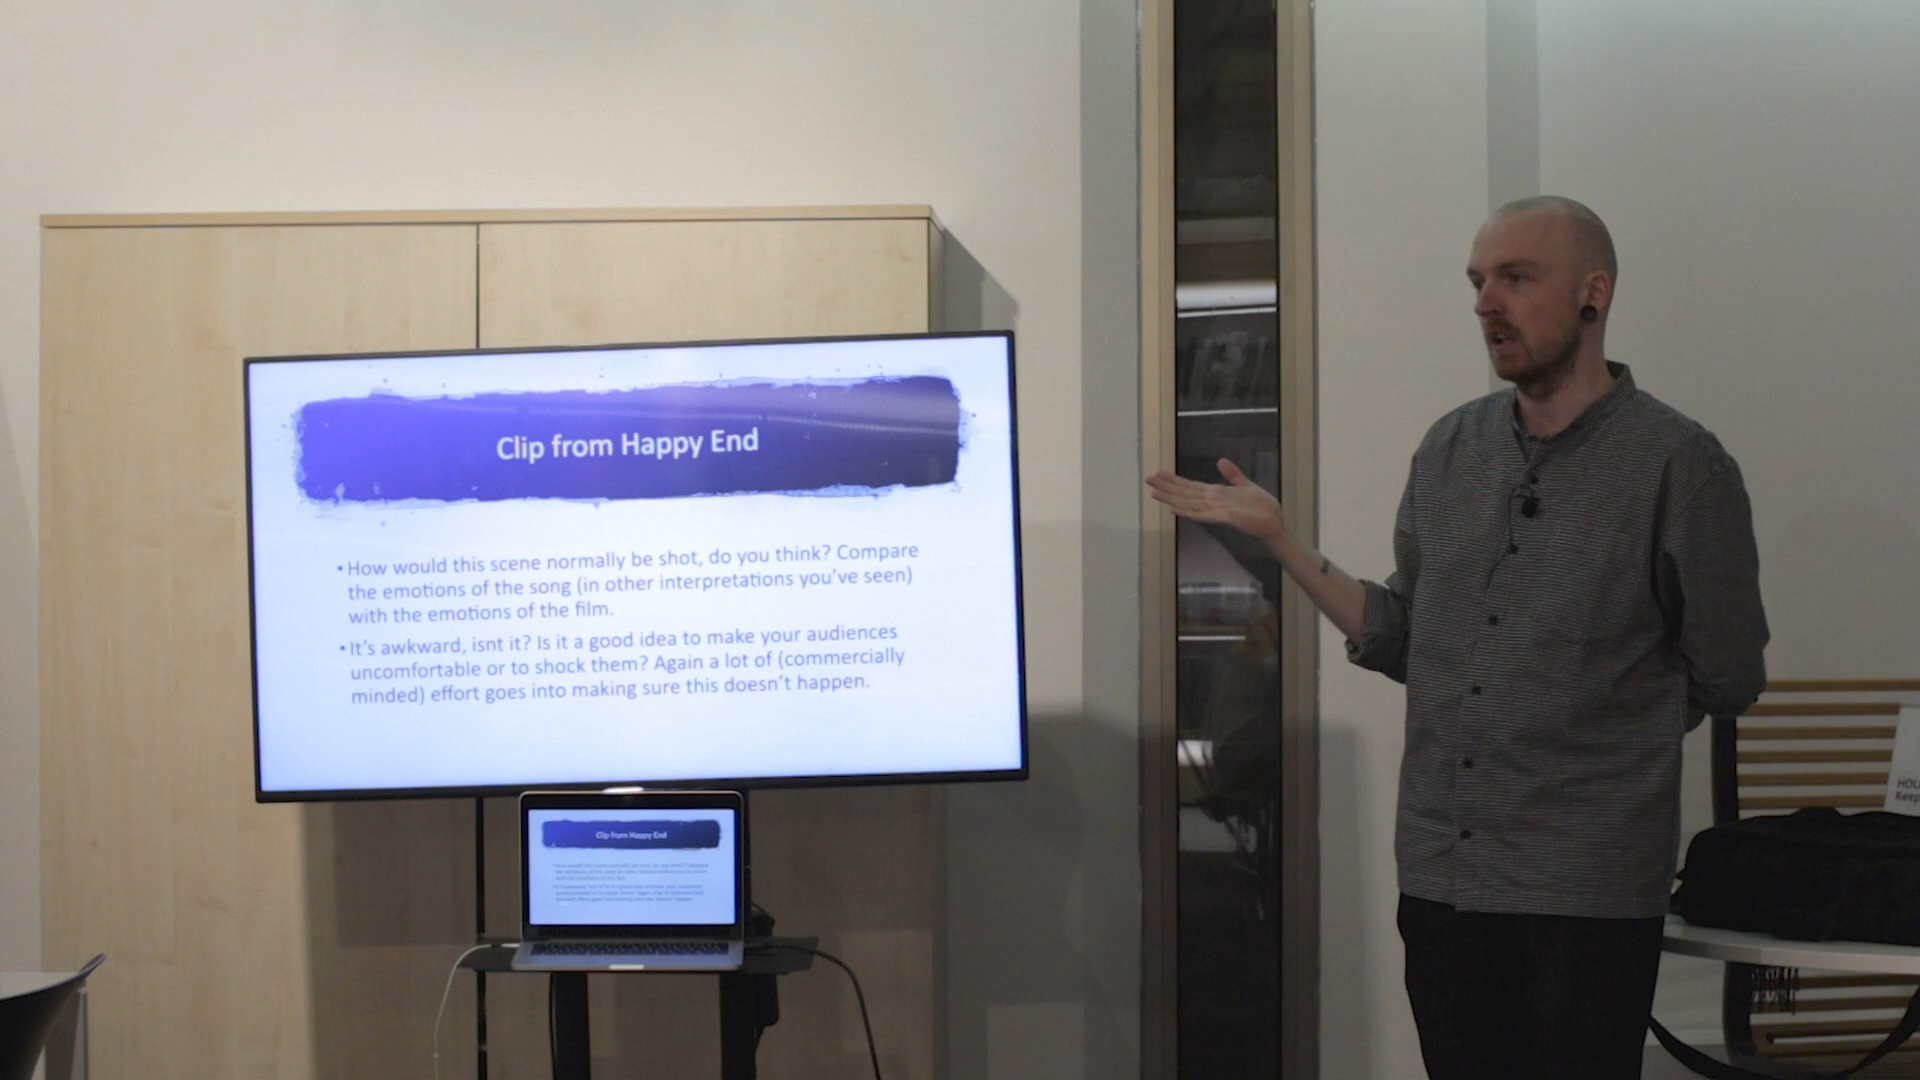 Clip from Happy End
•How would this scene normally be shot, do you think? Compare
the emotions of the song (in other interpretations you've seen)
with the emotions of the film.
•It's awkward, isnt it? Is it a good idea to make your audiences
uncomfortable or to shock them? Again a lot of (commercially
minded) effort goes into making sure this doesn't happen.
Clip from Happy End
Keep